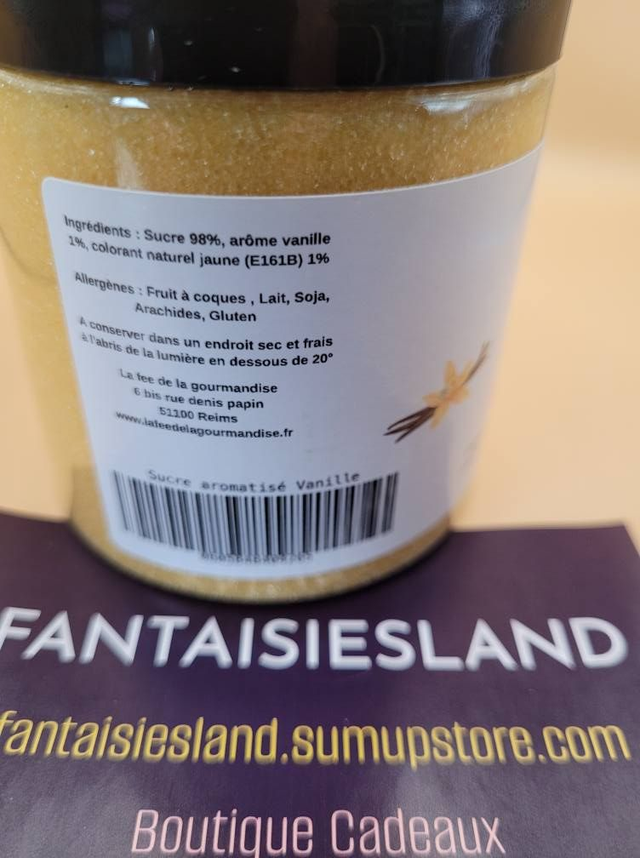 Ingrédients : Sucre 98%, arôme vanille
1%, colorant naturel jaune (E161B) 1%
Allergènes : Fruit à coques , Lait, Soja,
Arachides, Gluten
A conserver dans un endroit sec et frais
à l'abris de la lumière en dessous de 20°
La fee de la gourmandise
6 bis rue denis papin
51100 Reims
www.lafeedelagourmandise.fr
Sucre aromatisé Vanille
FANTAISIESLAND
fantaisiesland.sumupstore.com
Boutique Cadeaux